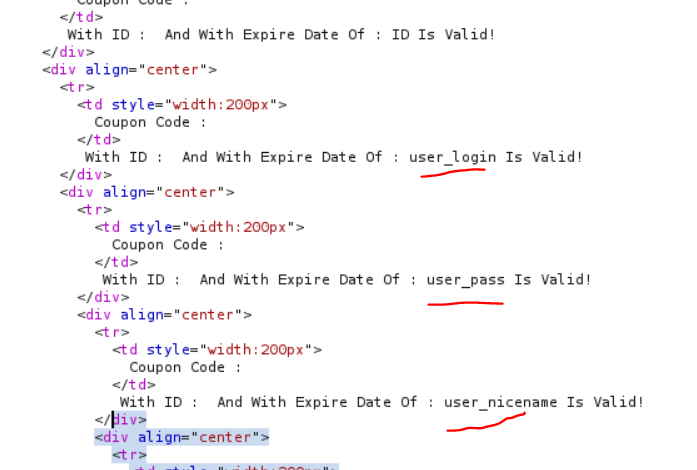 Coupon Code :
</td>
With ID :  And With Expire Date Of : ID Is Valid!
</div>
<div align="center">
<tr>
<td style="width:200px">
Coupon Code :
</td>
With ID :  And With Expire Date Of : user_login Is Valid!
</div>
<div align="center">
<tr>
<td style="width:200px">
Coupon Code :
</td>
With ID :  And With Expire Date Of : user_pass Is Valid!
</div>
<div align="center">
<tr>
<td style="width:200px">
Coupon Code :
</td>
With ID :  And With Expire Date Of : user_nicename Is Valid!
</div>
<div align="center">
<tr>
<td style="width:200px">